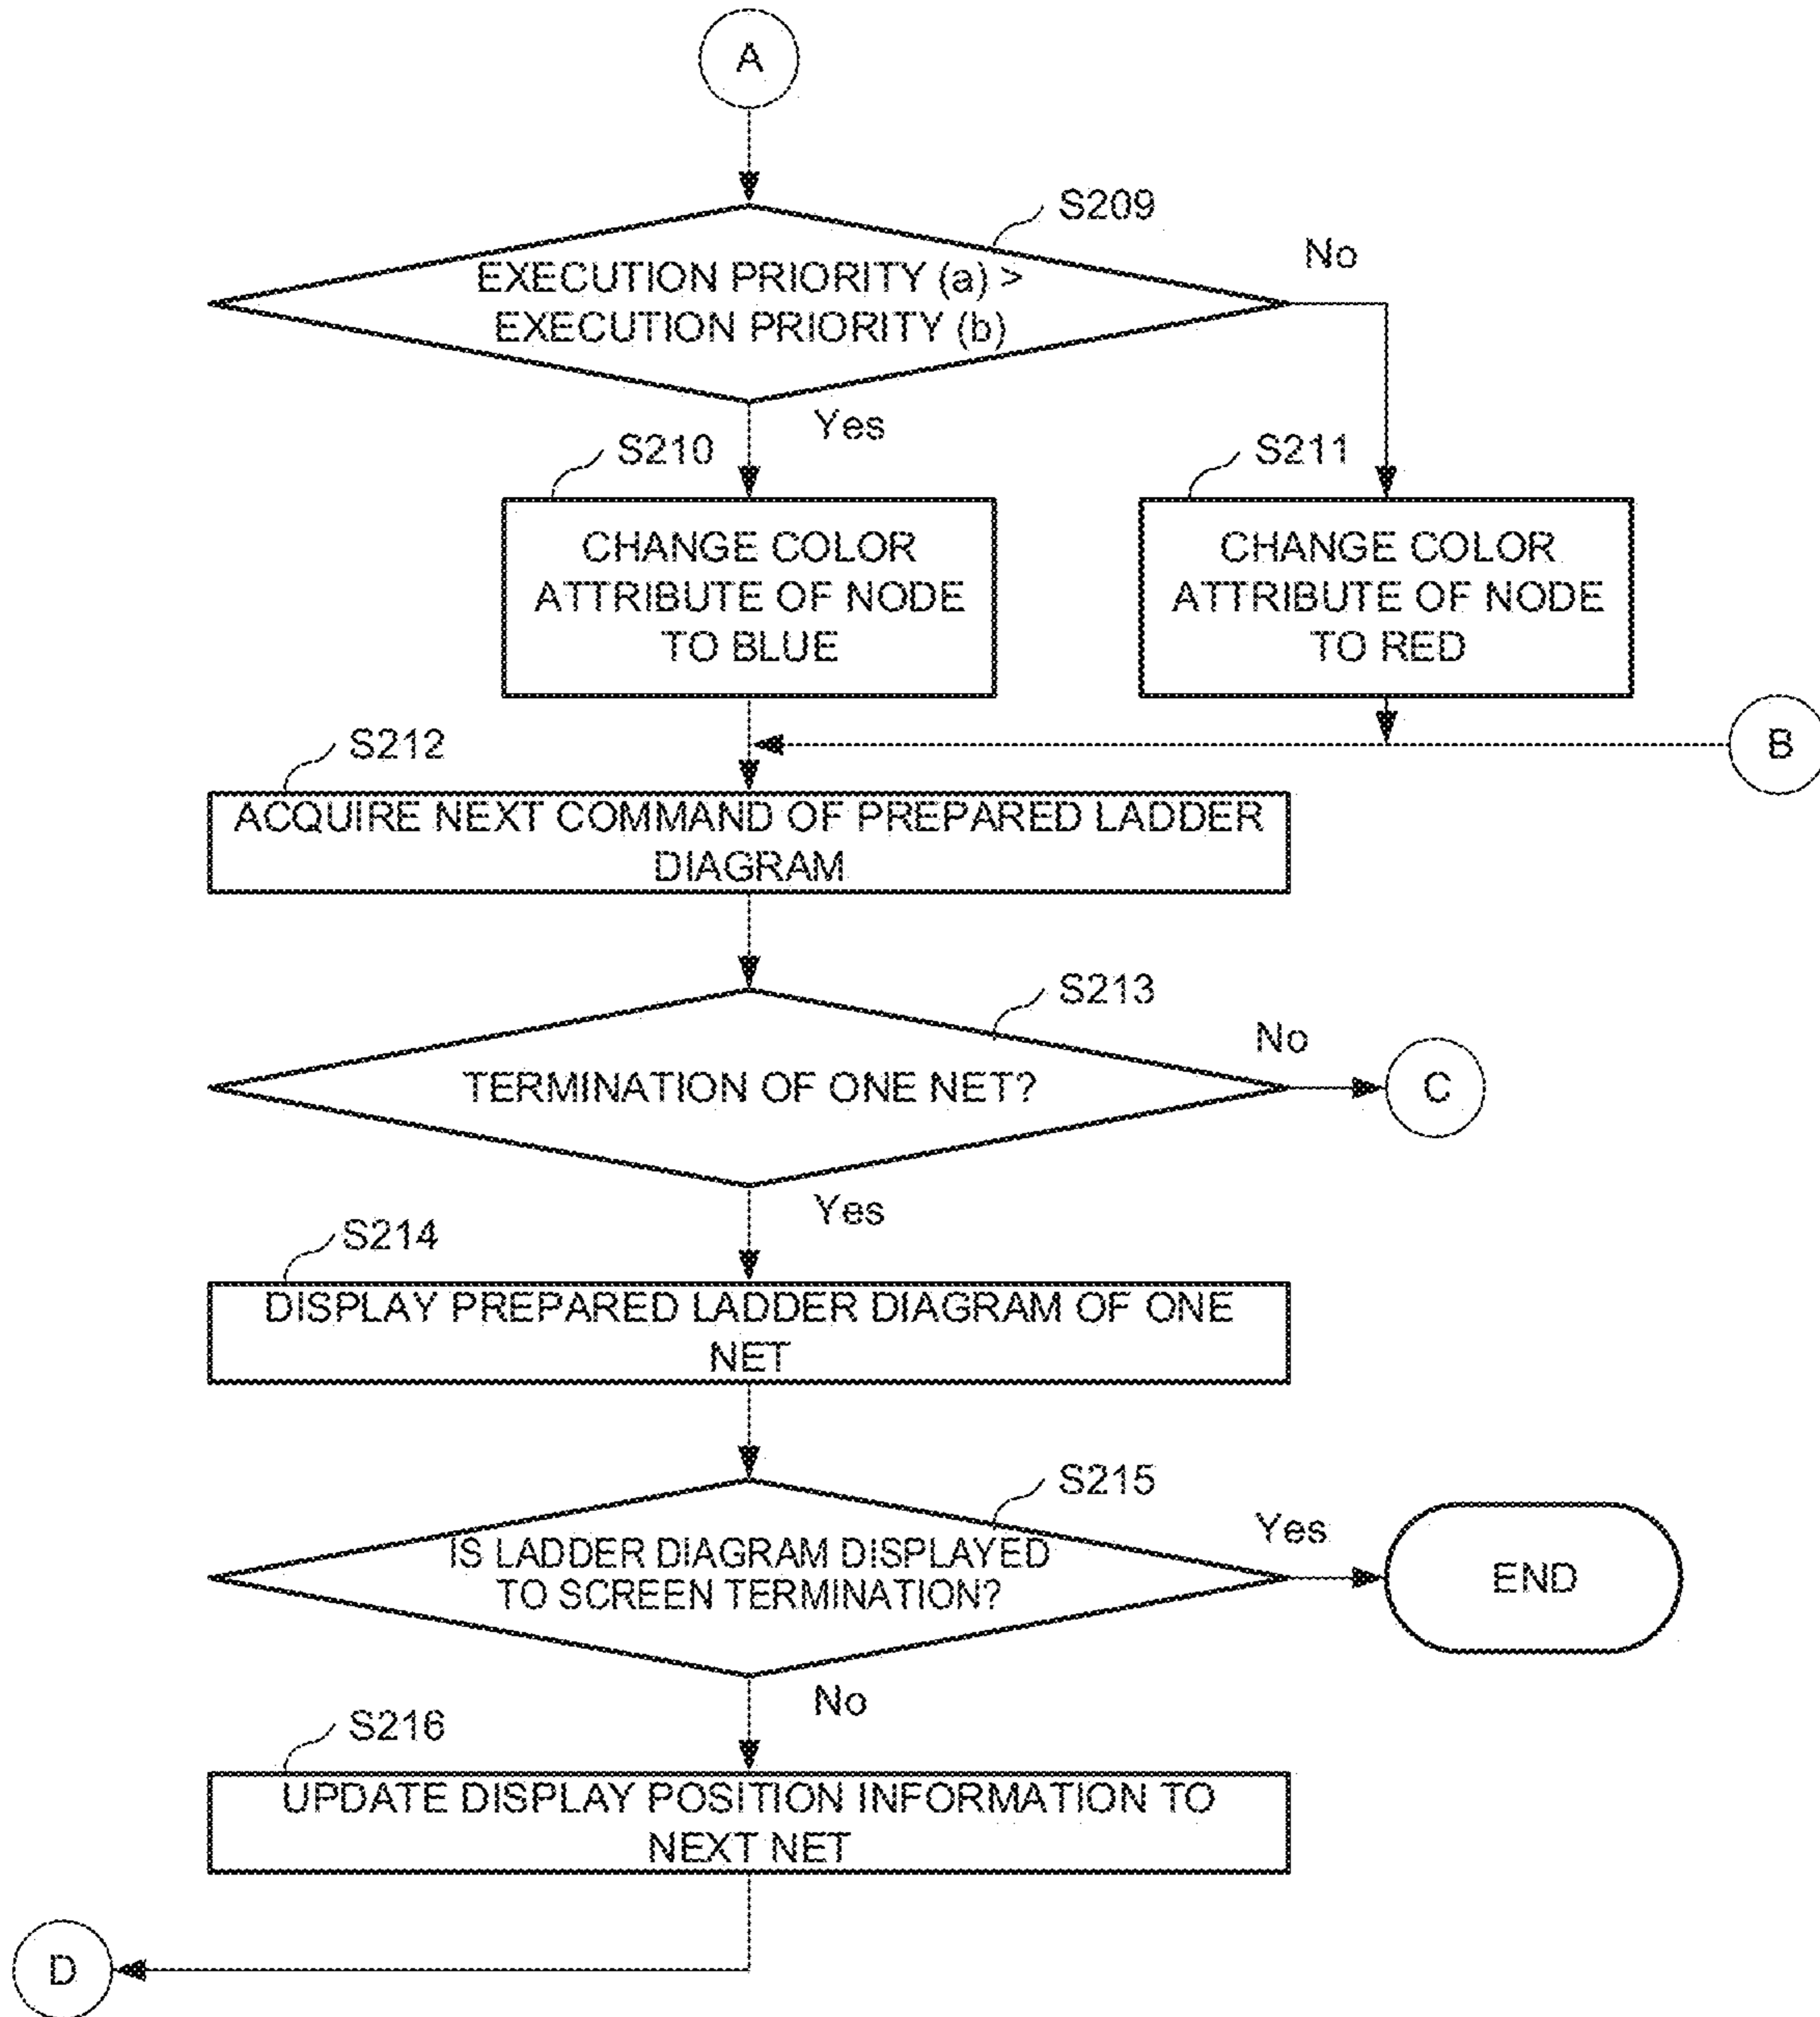 A
S209
No
EXECUTION PRIORITY (a) >
EXECUTION PRIORITY (b)
Yes
S210
S211
CHANGE COLOR
ATTRIBUTE OF NODE
TO BLUE
CHANGE COLOR
ATTRIBUTE OF NODE
TO RED
B
S212
ACQUIRE NEXT COMMAND OF PREPARED LADDER
DIAGRAM
S213
No
TERMINATION OF ONE NET?
C
Yes
S214
DISPLAY PREPARED LADDER DIAGRAM OF ONE
NET
S215
Yes
IS LADDER DIAGRAM DISPLAYED
TO SCREEN TERMINATION?
END
No
S216
UPDATE DISPLAY POSITION INFORMATION TO
NEXT NET
D